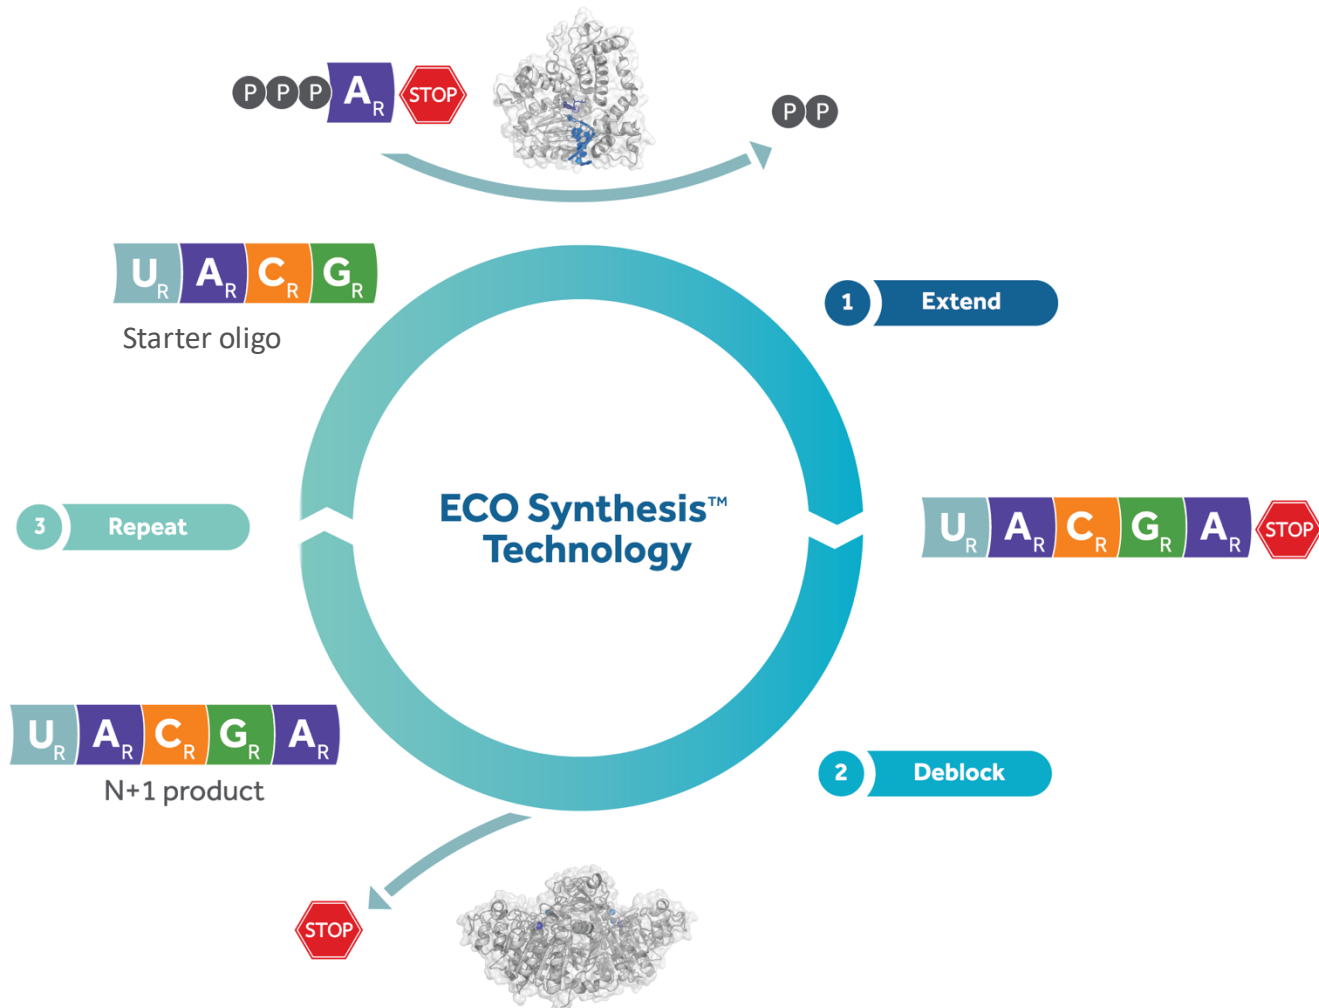 P P P A R STOP
P P
U R A R C R G R
Starter oligo
1 Extend
3 Repeat
ECO Synthesis™
Technology
U R A R C R G R A R STOP
U R A R C R G R A R
N+1 product
2 Deblock
STOP